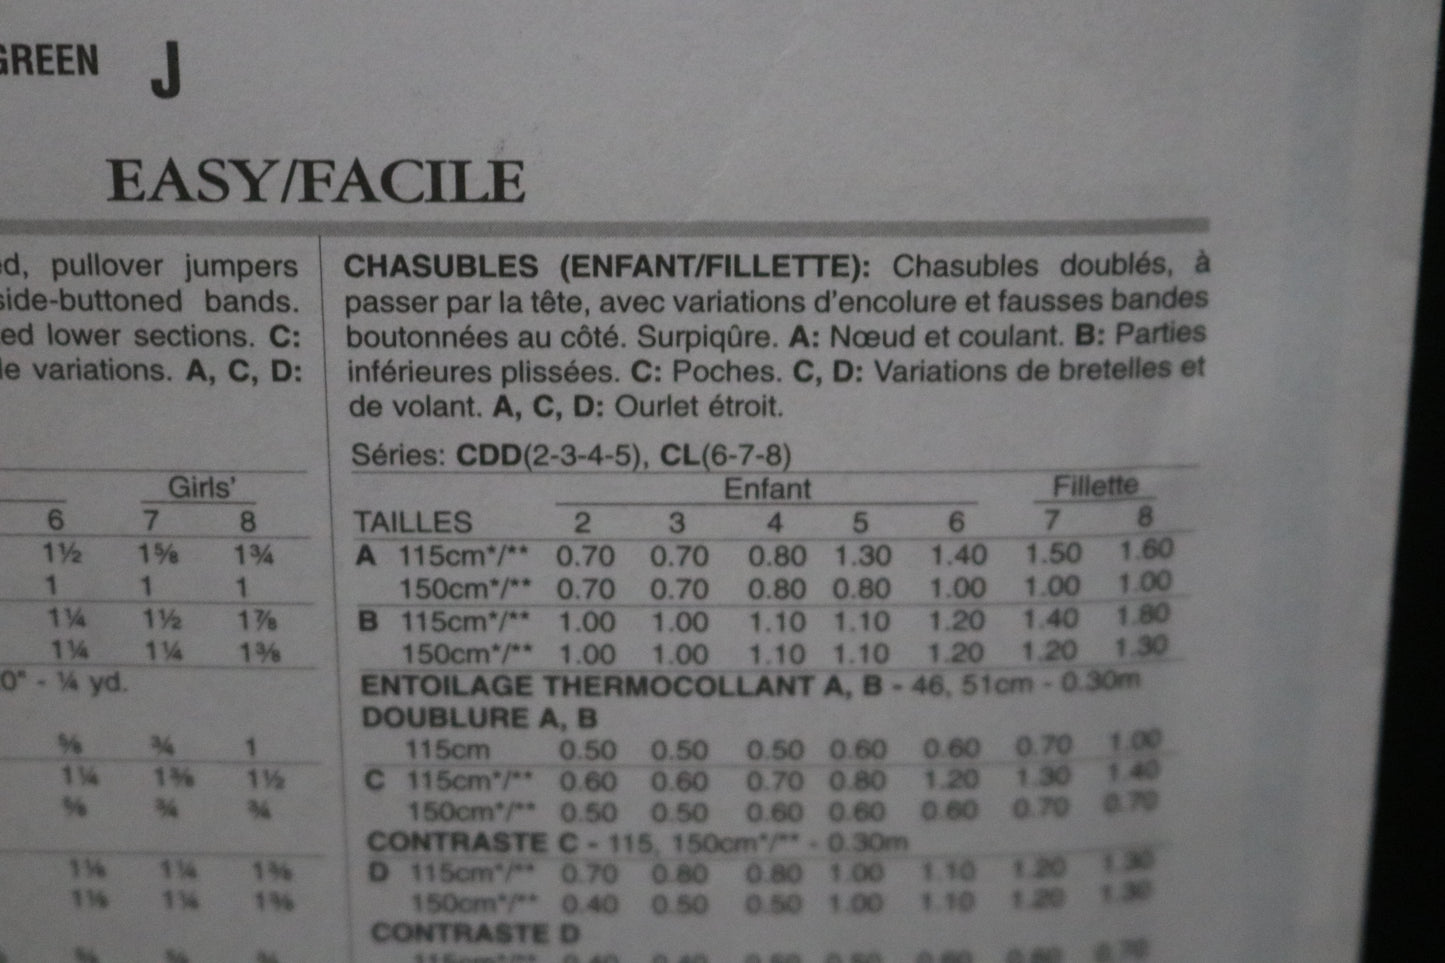 GREEN J
EASY/FACILE
pullover jumpers
side-buttoned bands.
ed lower sections. C:
variations. A, C, D:
Girls'
6 7 8
1½ 1⅝ 1¾
1 1 1
1¼ 1½ 1⅞
1¼ 1¼ 1⅜
0" - ¼ yd.
⅝ ¾ 1
1¼ 1⅜ 1½
⅝ ¾ ¾
CHASUBLES (ENFANT/FILLETTE): Chasubles doublés, à
passer par la tête, avec variations d'encolure et fausses bandes
boutonnées au côté. Surpiqûre. A: Nœud et coulant. B: Parties
inférieures plissées. C: Poches. C, D: Variations de bretelles et
de volant. A, C, D: Ourlet étroit.
Séries: CDD(2-3-4-5), CL(6-7-8)
Enfant Fillette
TAILLES 2 3 4 5 6 7 8
A 115cm*/** 0.70 0.70 0.80 1.30 1.40 1.50 1.60
150cm*/** 0.70 0.70 0.80 0.80 1.00 1.00 1.00
B 115cm*/** 1.00 1.00 1.10 1.10 1.20 1.40 1.80
150cm*/** 1.00 1.00 1.10 1.10 1.20 1.20 1.30
ENTOILAGE THERMOCOLLANT A, B - 46, 51cm - 0.30m
DOUBLURE A, B
115cm 0.50 0.50 0.50 0.60 0.60 0.70 1.00
C 115cm*/** 0.60 0.60 0.70 0.80 1.20 1.30 1.40
150cm*/** 0.50 0.50 0.60 0.60 0.60 0.70 0.70
CONTRASTE C - 115, 150cm*/** - 0.30m
D 115cm*/** 0.70 0.80 0.80 1.00 1.10 1.20 1.30
150cm*/** 0.40 0.50 0.50 1.00 1.10 1.20 1.30
CONTRASTE D